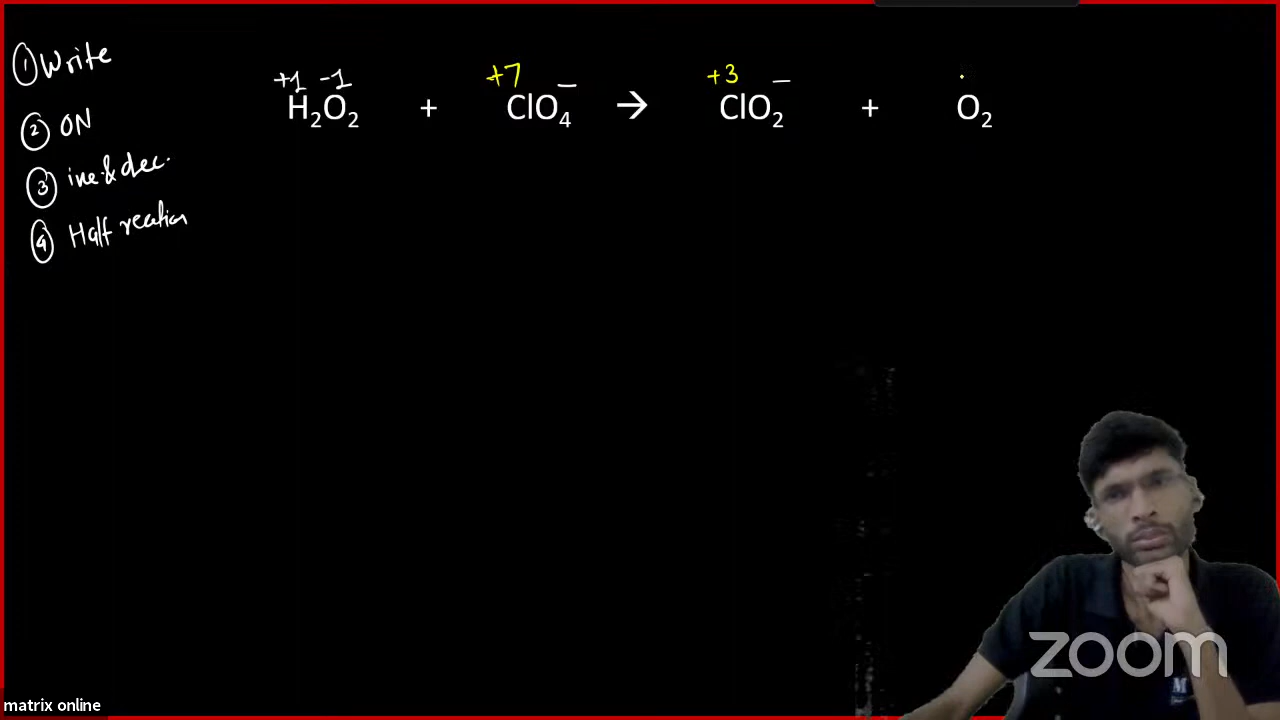 ① Write
② ON
③ inc & dec.
④ Half reaction
+1 -1 +7 +3
H₂O₂ + ClO₄⁻ → ClO₂⁻ + O₂
M
zoom
matrix online